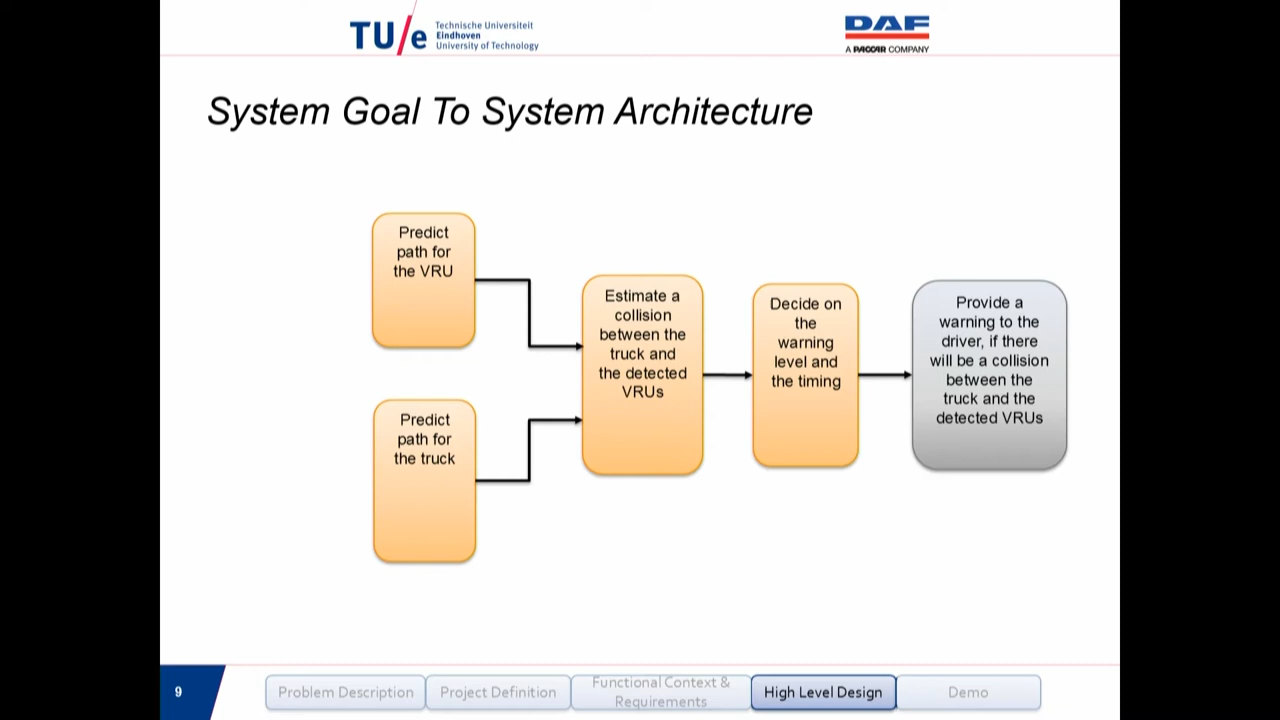 TU/e
Technische Universiteit
Eindhoven
University of Technology
DAF
A PACCAR COMPANY
System Goal To System Architecture
Predict
path for
the VRU
Predict
path for
the truck
Estimate a
collision
between the
truck and
the detected
VRUs
Decide on
the
warning
level and
the timing
Provide a
warning to the
driver, if there
will be a collision
between the
truck and the
detected VRUs
9
Problem Description
Project Definition
Functional Context &
Requirements
High Level Design
Demo